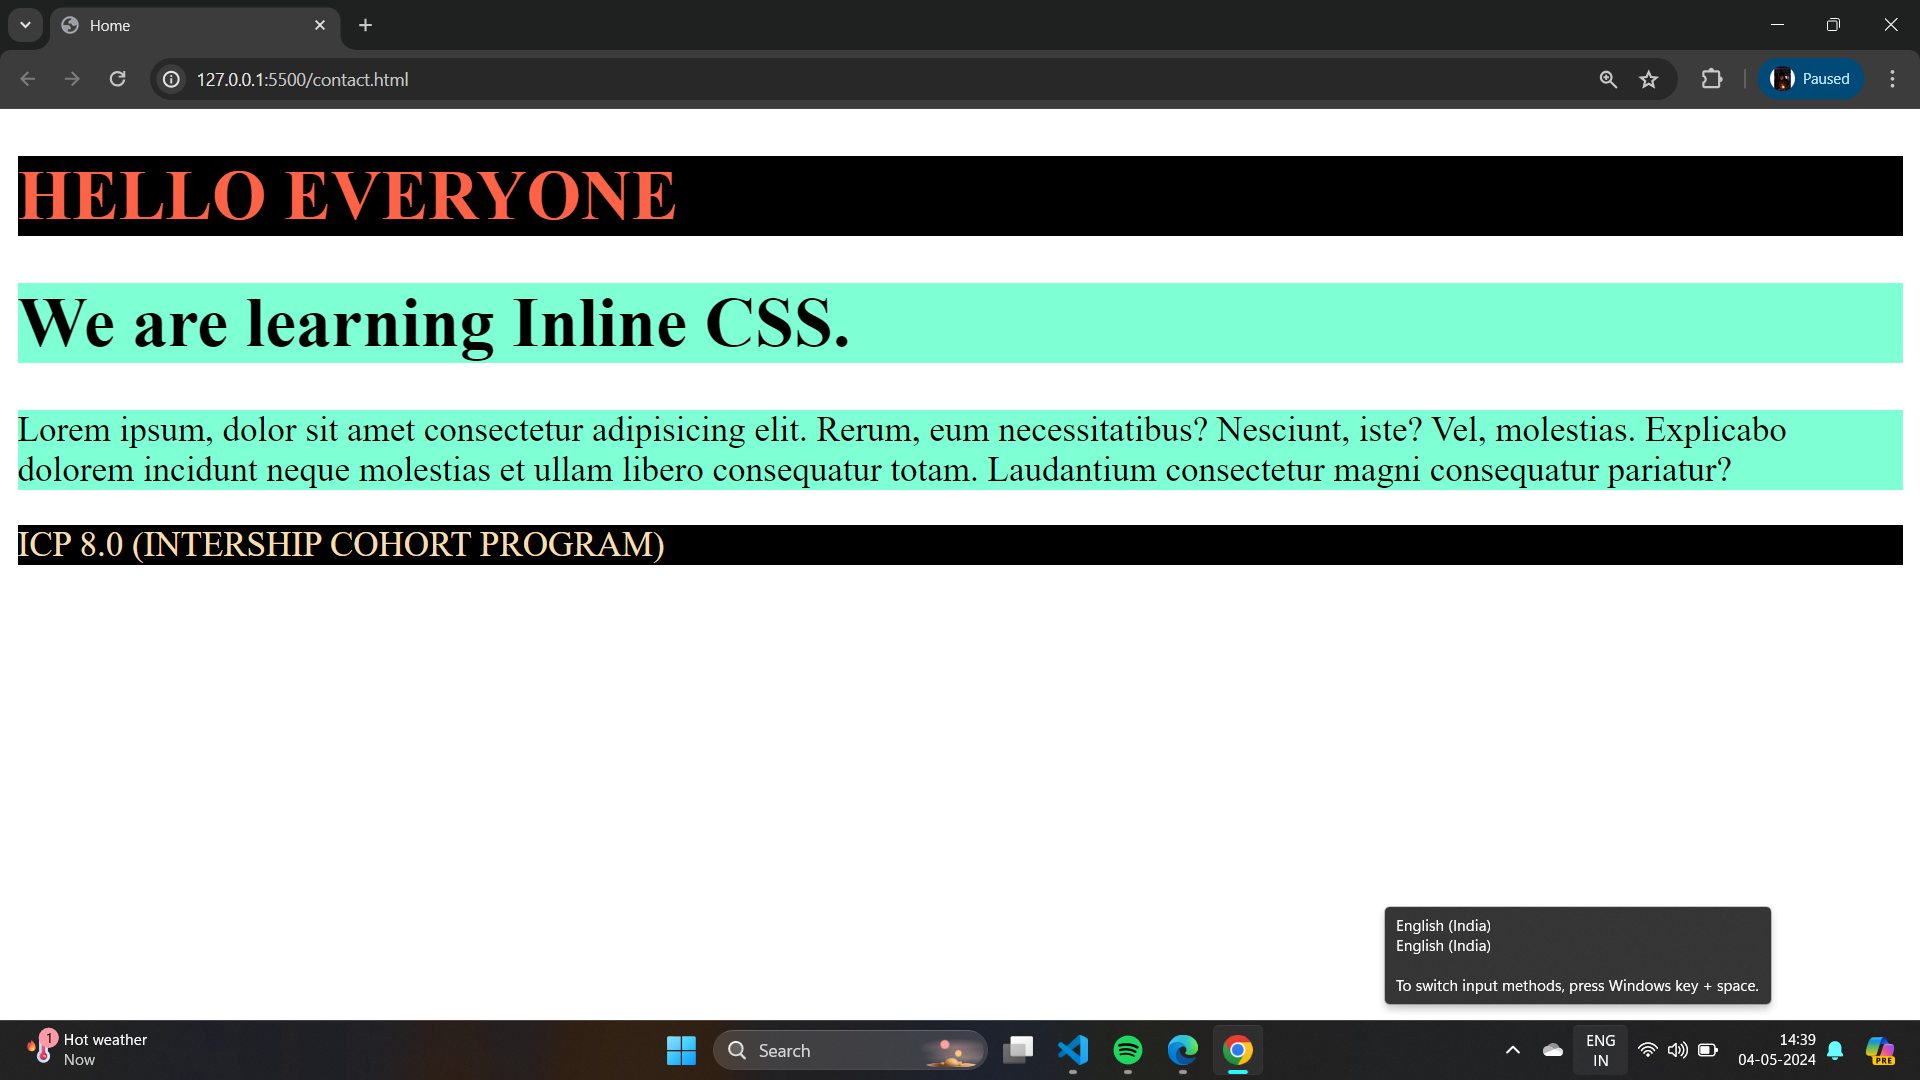 Home
127.0.0.1:5500/contact.html
Paused
HELLO EVERYONE
We are learning Inline CSS.
Lorem ipsum, dolor sit amet consectetur adipisicing elit. Rerum, eum necessitatibus? Nesciunt, iste? Vel, molestias. Explicabo
dolorem incidunt neque molestias et ullam libero consequatur totam. Laudantium consectetur magni consequatur pariatur?
ICP 8.0 (INTERSHIP COHORT PROGRAM)
English (India)
English (India)
To switch input methods, press Windows key + space.
1
Hot weather
Now
Search
ENG
IN
14:39
04-05-2024
PRE